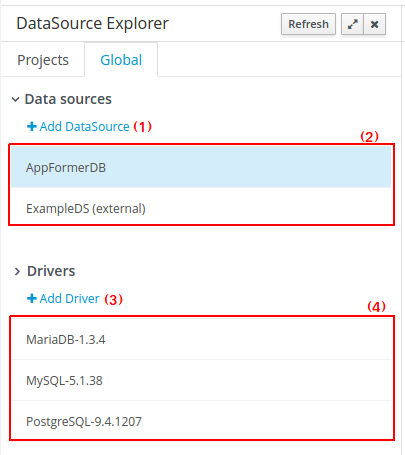 DataSource Explorer Refresh
Projects Global
Data sources
+ Add DataSource (1)
(2)
AppFormerDB
ExampleDS (external)
Drivers
+ Add Driver (3)
(4)
MariaDB-1.3.4
MySQL-5.1.38
PostgreSQL-9.4.1207